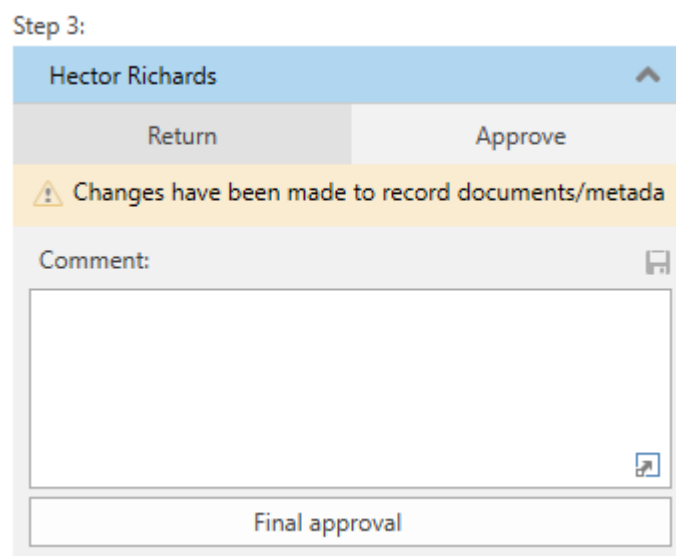 Step 3:
Hector Richards
Return Approve
Changes have been made to record documents/metada
Comment:
Final approval